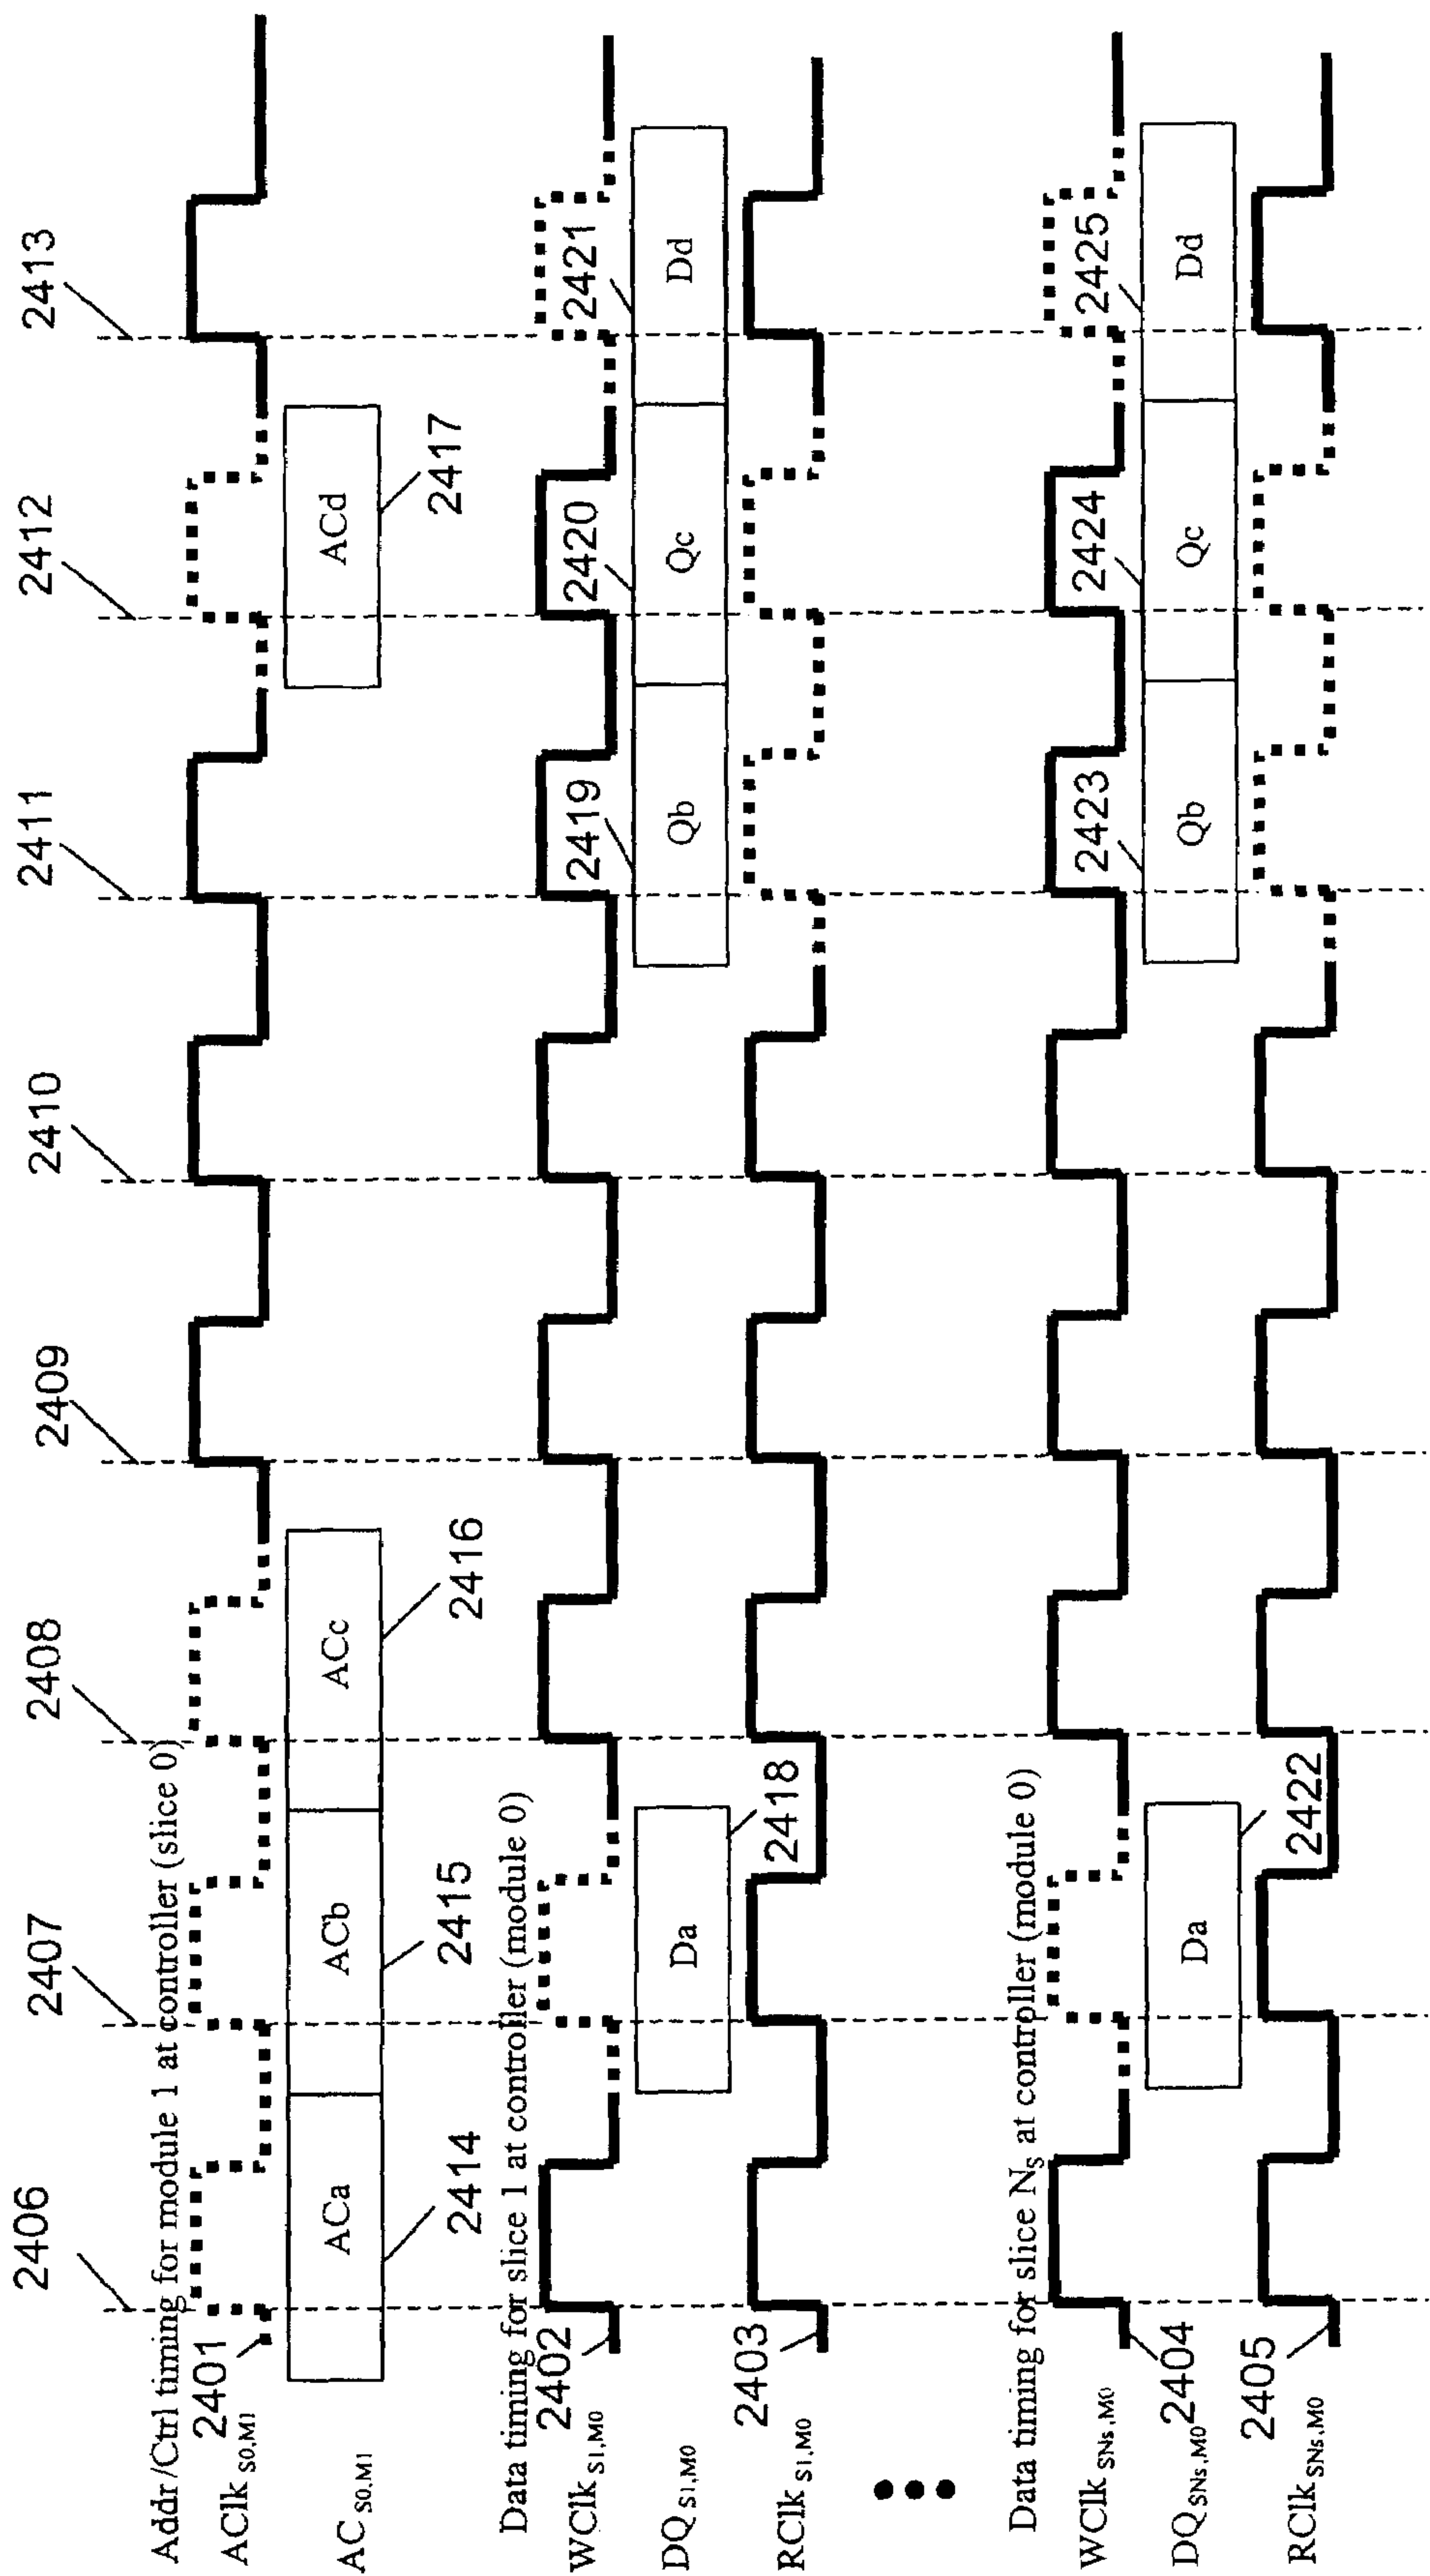 2406 2407 2408 2409 2410 2411 2412 2413
Addr/Ctrl timing for module 1 at controller (slice 0)
2401
AClk S0,M1
AC S0,M1
ACa ACb ACc ACd
2414 2415 2416 2417
Data timing for slice 1 at controller (module 0)
2402 2419 2420 2421
WClk S1,M0
DQ S1,M0
Da Qb Qc Dd
2403 2418
RClk S1,M0
Data timing for slice NS at controller (module 0)
2423 2424 2425
WClk SNs,M0
2404
DQ SNs,M0
Da Qb Qc Dd
2405 2422
RClk SNs,M0